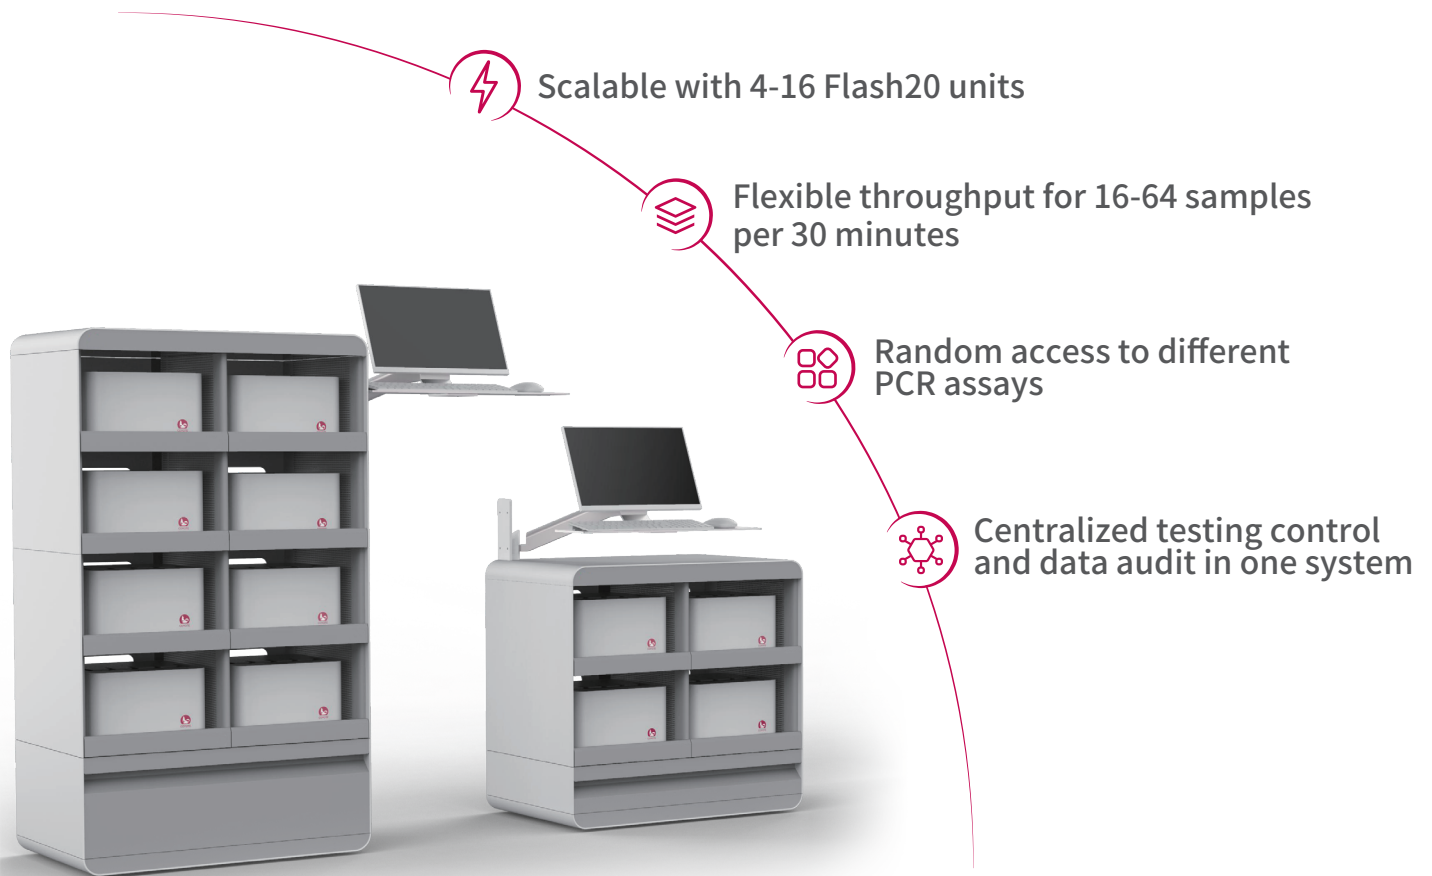 Scalable with 4-16 Flash20 units
Flexible throughput for 16-64 samples
per 30 minutes
Random access to different
PCR assays
Centralized testing control
and data audit in one system